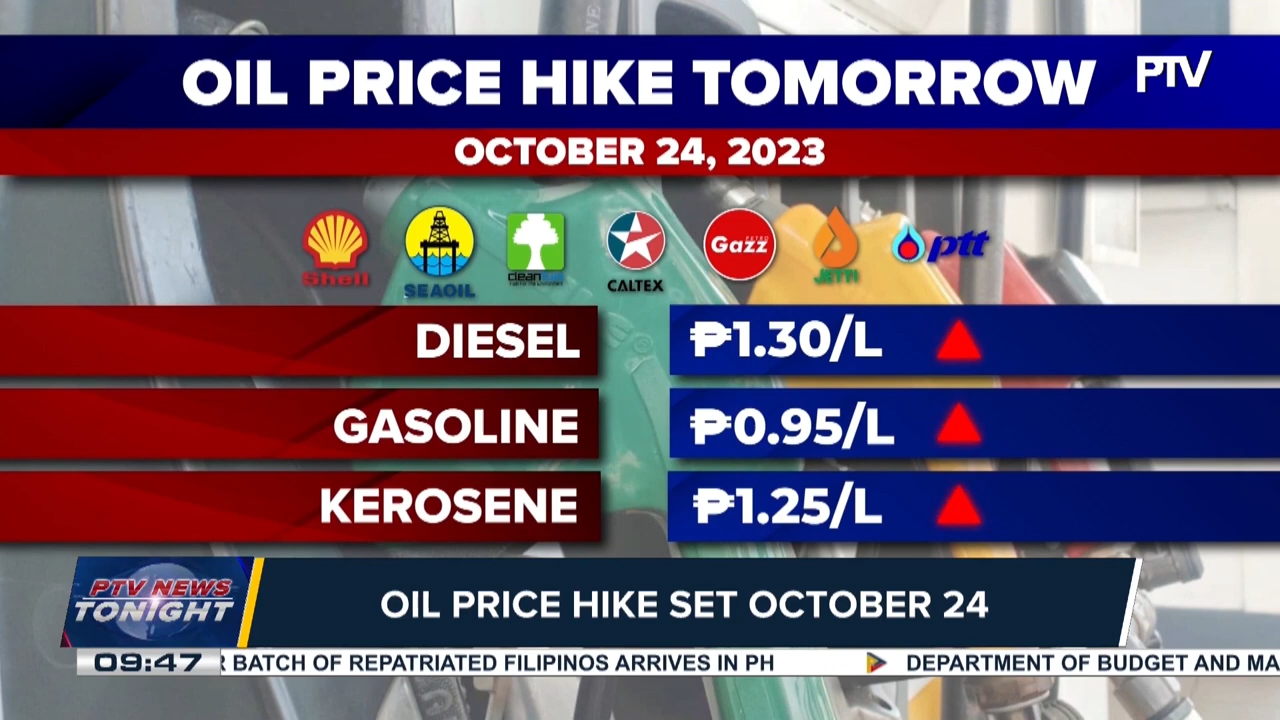 OIL PRICE HIKE TOMORROW
PTV
OCTOBER 24, 2023
Shell
SEAOIL
clean
CALTEX
PETRO
Gazz
JETTI
ptt
DIESEL
₱1.30/L
GASOLINE
₱0.95/L
KEROSENE
₱1.25/L
PTV NEWS
TONIGHT
OIL PRICE HIKE SET OCTOBER 24
09:47
R BATCH OF REPATRIATED FILIPINOS ARRIVES IN PH
DEPARTMENT OF BUDGET AND MA